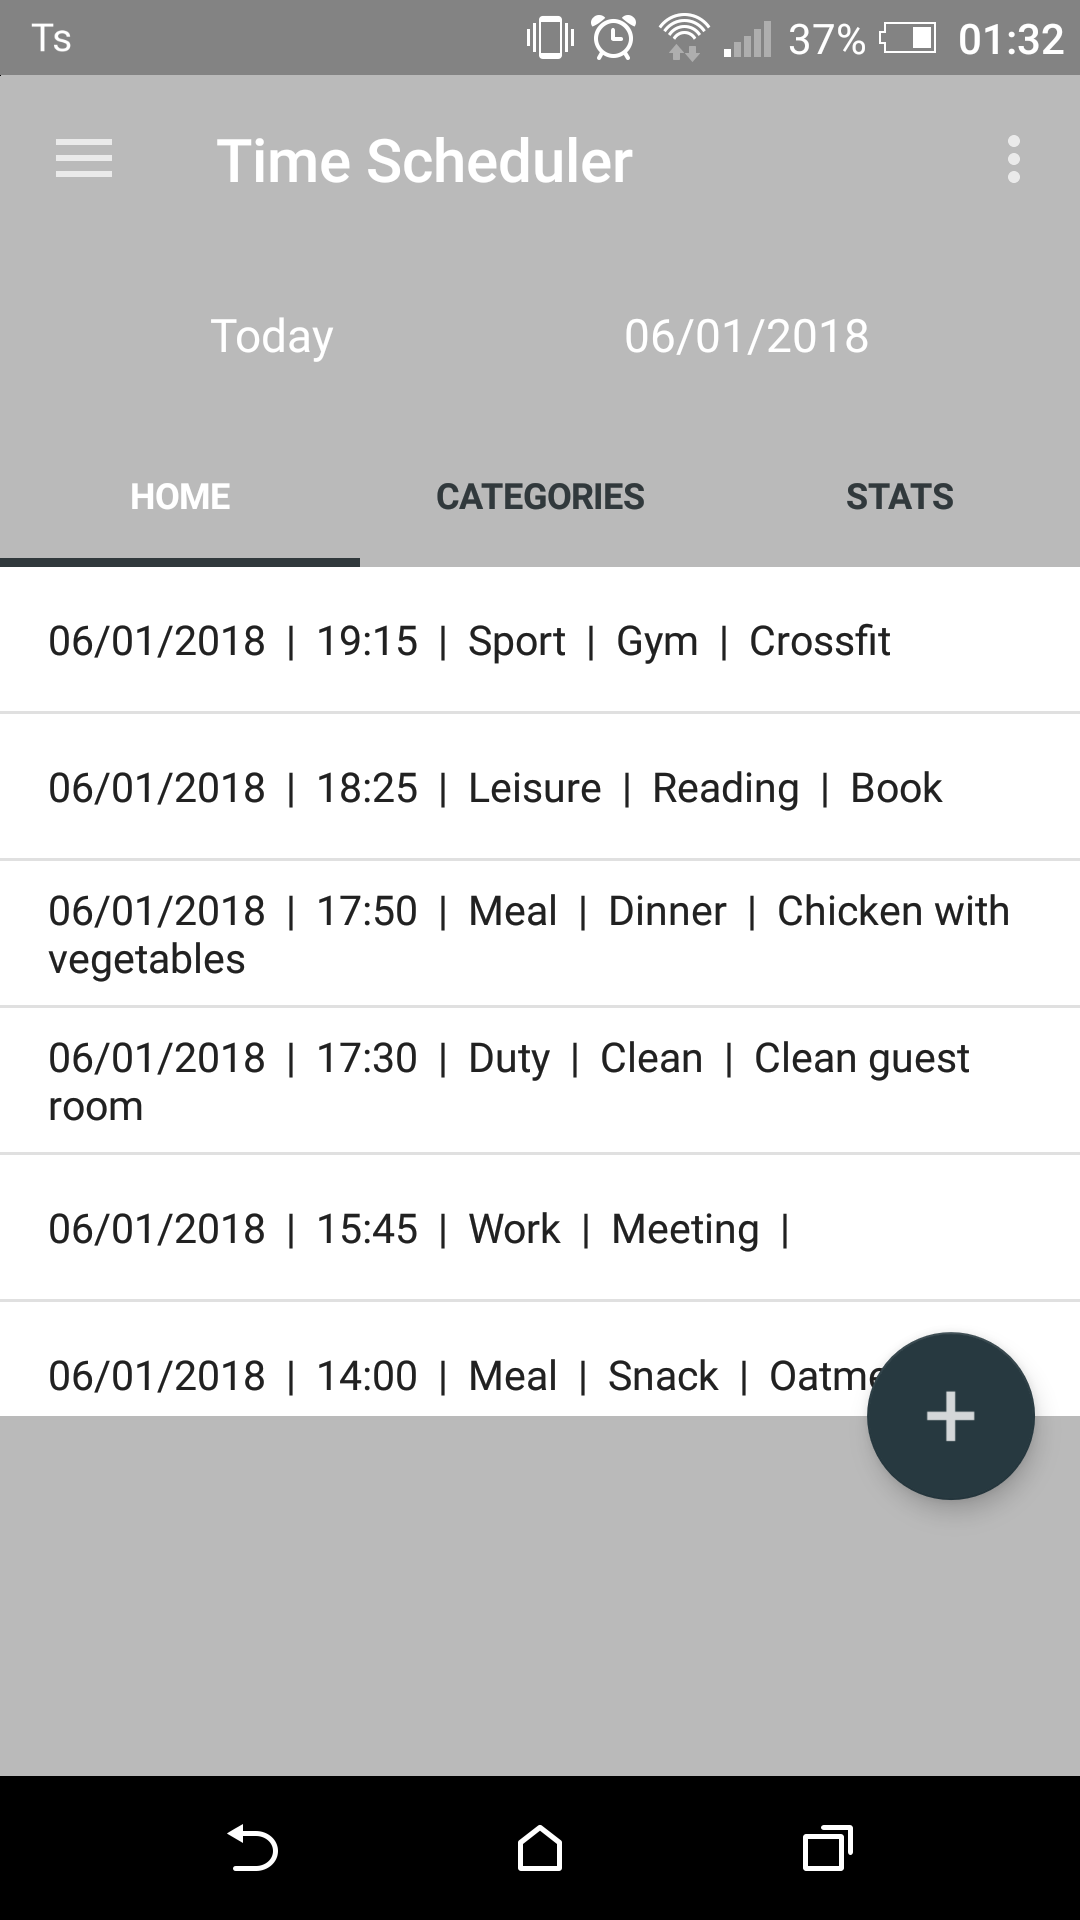 Ts 37% 01:32
Time Scheduler
Today 06/01/2018
HOME CATEGORIES STATS
06/01/2018 | 19:15 | Sport | Gym | Crossfit
06/01/2018 | 18:25 | Leisure | Reading | Book
06/01/2018 | 17:50 | Meal | Dinner | Chicken with
vegetables
06/01/2018 | 17:30 | Duty | Clean | Clean guest
room
06/01/2018 | 15:45 | Work | Meeting |
06/01/2018 | 14:00 | Meal | Snack |